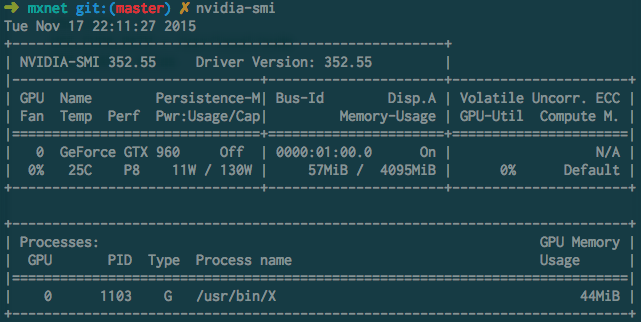 ➜ mxnet git:(master) ✗ nvidia-smi
Tue Nov 17 22:11:27 2015
+------------------------------------------------------+
| NVIDIA-SMI 352.55     Driver Version: 352.55         |
|-------------------------------+----------------------+----------------------+
| GPU  Name        Persistence-M| Bus-Id        Disp.A | Volatile Uncorr. ECC |
| Fan  Temp  Perf  Pwr:Usage/Cap|         Memory-Usage | GPU-Util  Compute M. |
|===============================+======================+======================|
|   0  GeForce GTX 960     Off  | 0000:01:00.0      On |                  N/A |
|  0%   25C    P8    11W / 130W |     57MiB /  4095MiB |      0%      Default |
+-------------------------------+----------------------+----------------------+
+-----------------------------------------------------------------------------+
| Processes:                                                       GPU Memory |
|  GPU       PID  Type  Process name                               Usage      |
|=============================================================================|
|    0      1103    G   /usr/bin/X                                      44MiB |
+-----------------------------------------------------------------------------+